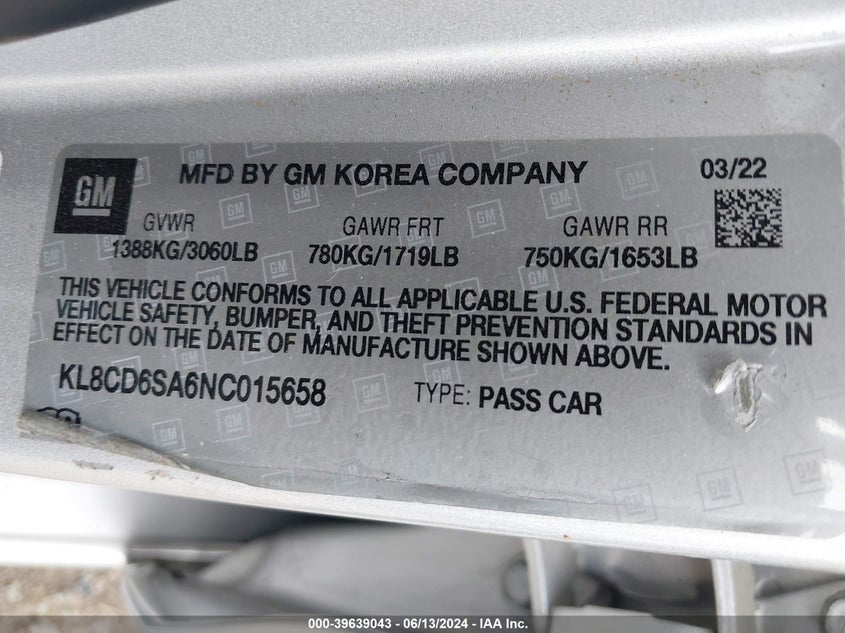 GM MFD BY GM KOREA COMPANY 03/22
GVWR GAWR FRT GAWR RR
1388KG/3060LB 780KG/1719LB 750KG/1653LB
THIS VEHICLE CONFORMS TO ALL APPLICABLE U.S. FEDERAL MOTOR
VEHICLE SAFETY, BUMPER, AND THEFT PREVENTION STANDARDS IN
EFFECT ON THE DATE OF MANUFACTURE SHOWN ABOVE.
KL8CD6SA6NC015658 TYPE: PASS CAR
000-39639043 - 06/13/2024 - IAA Inc.